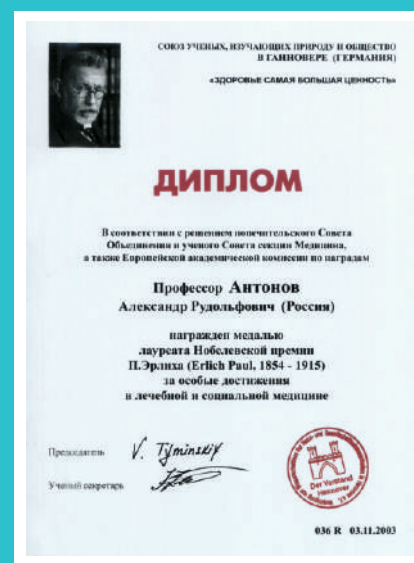 СОЮЗ УЧЕНЫХ, ИЗУЧАЮЩИХ ПРИРОДУ И ОБЩЕСТВО
В ГАННОВЕРЕ (ГЕРМАНИЯ)
«ЗДОРОВЬЕ САМАЯ БОЛЬШАЯ ЦЕННОСТЬ»
ДИПЛОМ
В соответствии с решением попечительского Совета
Объединения и ученого Совета секции Медицина,
а также Европейской академической комиссии по наградам
Профессор Антонов
Александр Рудольфович (Россия)
награжден медалью
лауреата Нобелевской премии
П.Эрлиха (Erlich Paul, 1854 - 1915)
за особые достижения
в лечебной и социальной медицине
Председатель V. Tyminskiy
Ученый секретарь
Der Vorstand
Hannover
036 R 03.11.2003